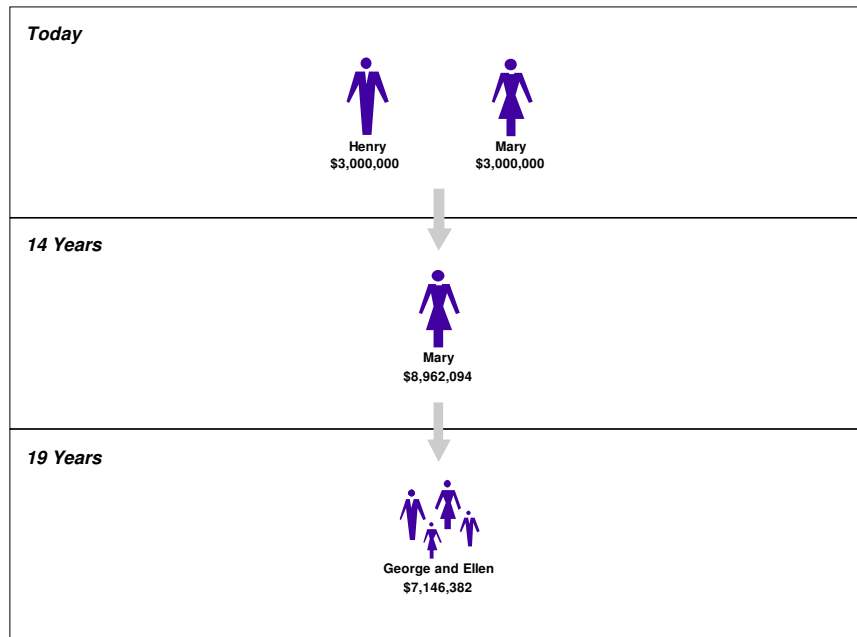 Today
Henry Mary
$3,000,000 $3,000,000
14 Years
Mary
$8,962,094
19 Years
George and Ellen
$7,146,382